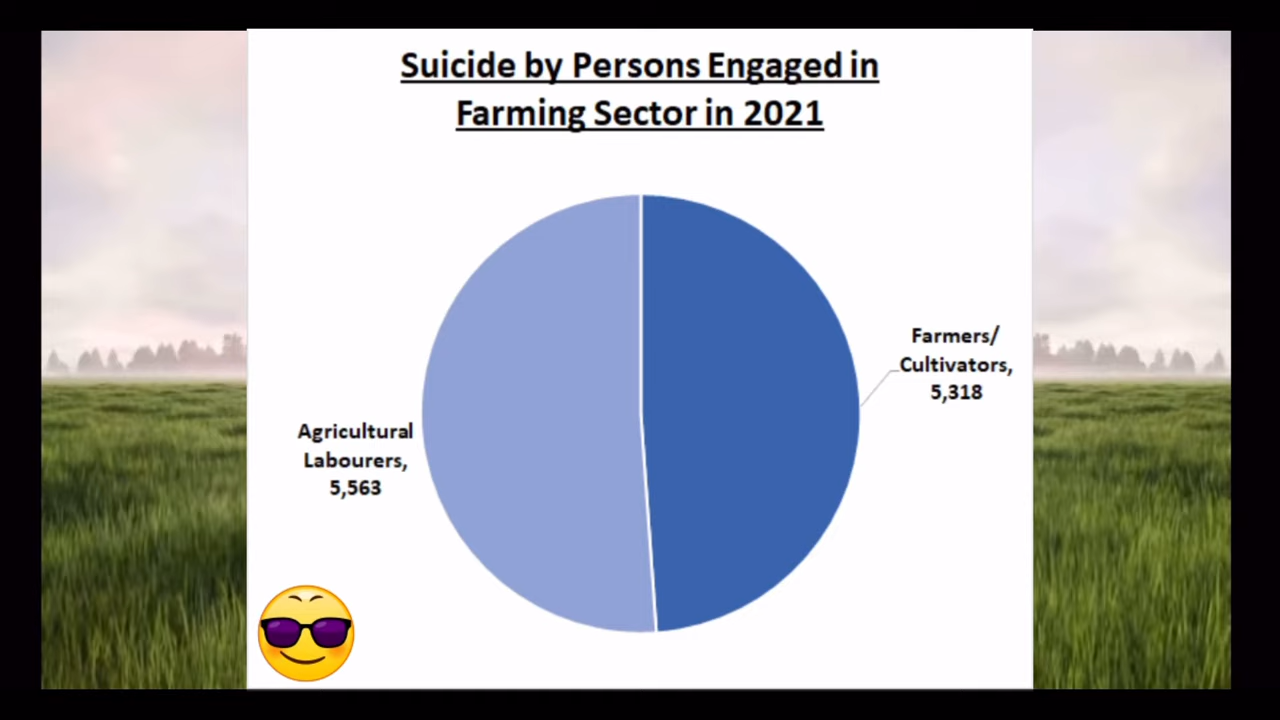 Suicide by Persons Engaged in
Farming Sector in 2021
Farmers/
Cultivators,
5,318
Agricultural
Labourers,
5,563